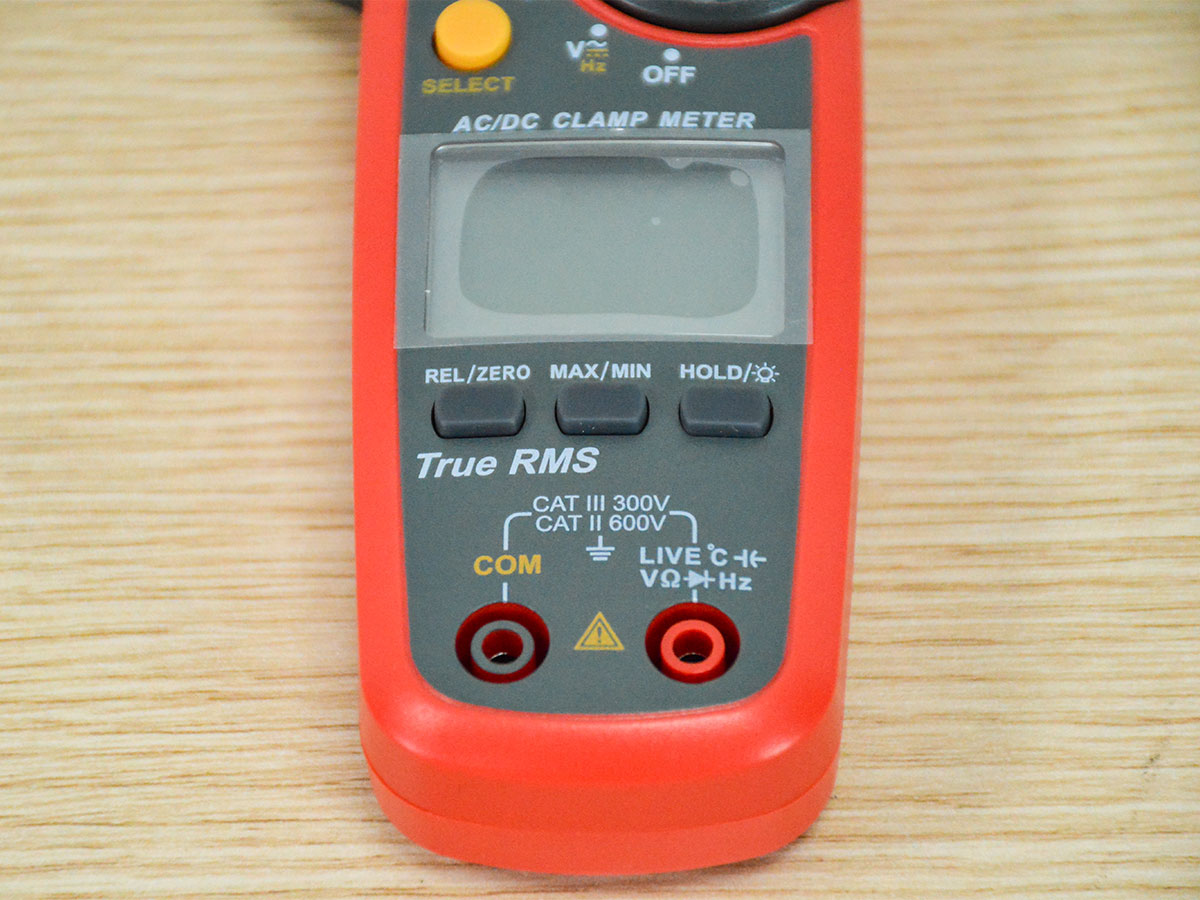 V~ Hz
OFF
SELECT
AC/DC CLAMP METER
REL/ZERO MAX/MIN HOLD/
True RMS
CAT III 300V
CAT II 600V
COM
LIVE °C
VΩ Hz